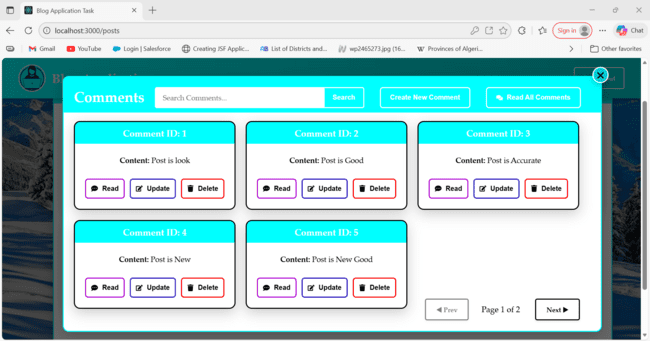 Blog Application Task
localhost:3000/posts
Sign in
Chat
Gmail
YouTube
Login | Salesforce
Creating JSF Applic...
List of Districts and...
wp2465273.jpg (16...
Provinces of Algeri...
Other favorites
Comments
Search Comments...
Search
Create New Comment
Read All Comments
Comment ID: 1
Content: Post is look
Read
Update
Delete
Comment ID: 2
Content: Post is Good
Read
Update
Delete
Comment ID: 3
Content: Post is Accurate
Read
Update
Delete
Comment ID: 4
Content: Post is New
Read
Update
Delete
Comment ID: 5
Content: Post is New Good
Read
Update
Delete
Prev
Page 1 of 2
Next